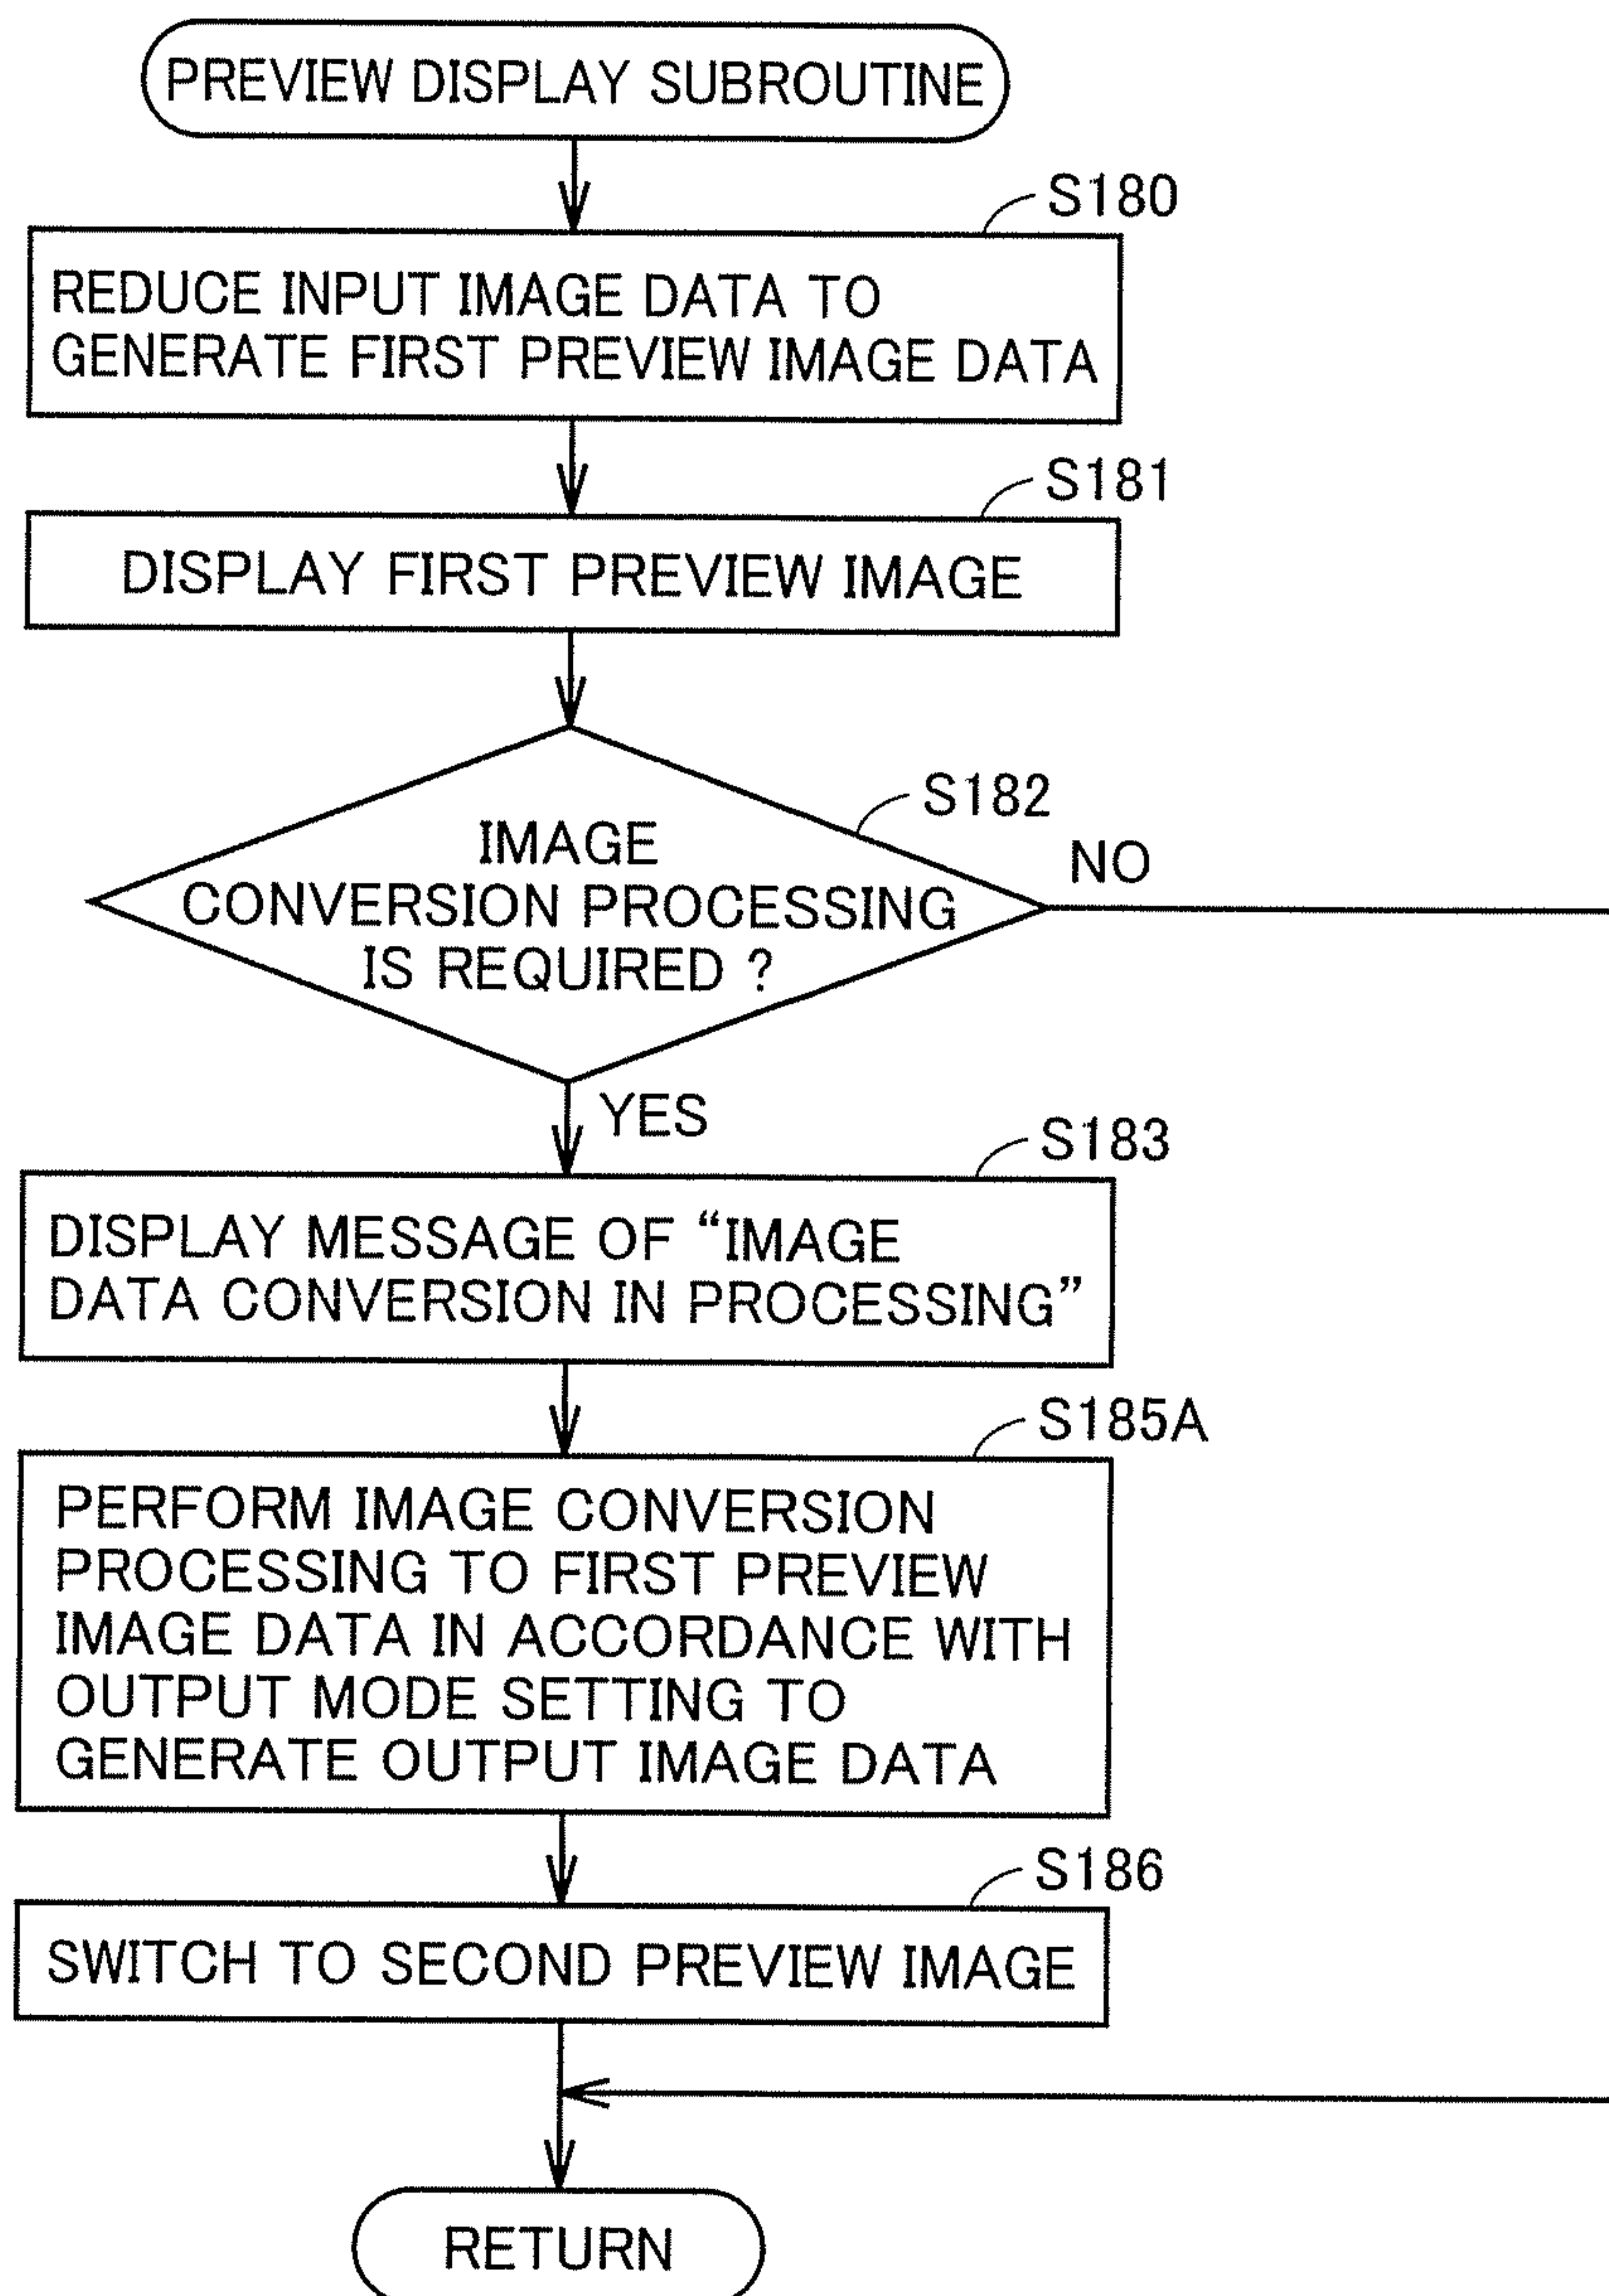 PREVIEW DISPLAY SUBROUTINE
S180
REDUCE INPUT IMAGE DATA TO
GENERATE FIRST PREVIEW IMAGE DATA
S181
DISPLAY FIRST PREVIEW IMAGE
S182
IMAGE
CONVERSION PROCESSING
IS REQUIRED ?
NO
YES
S183
DISPLAY MESSAGE OF “IMAGE
DATA CONVERSION IN PROCESSING”
S185A
PERFORM IMAGE CONVERSION
PROCESSING TO FIRST PREVIEW
IMAGE DATA IN ACCORDANCE WITH
OUTPUT MODE SETTING TO
GENERATE OUTPUT IMAGE DATA
S186
SWITCH TO SECOND PREVIEW IMAGE
RETURN